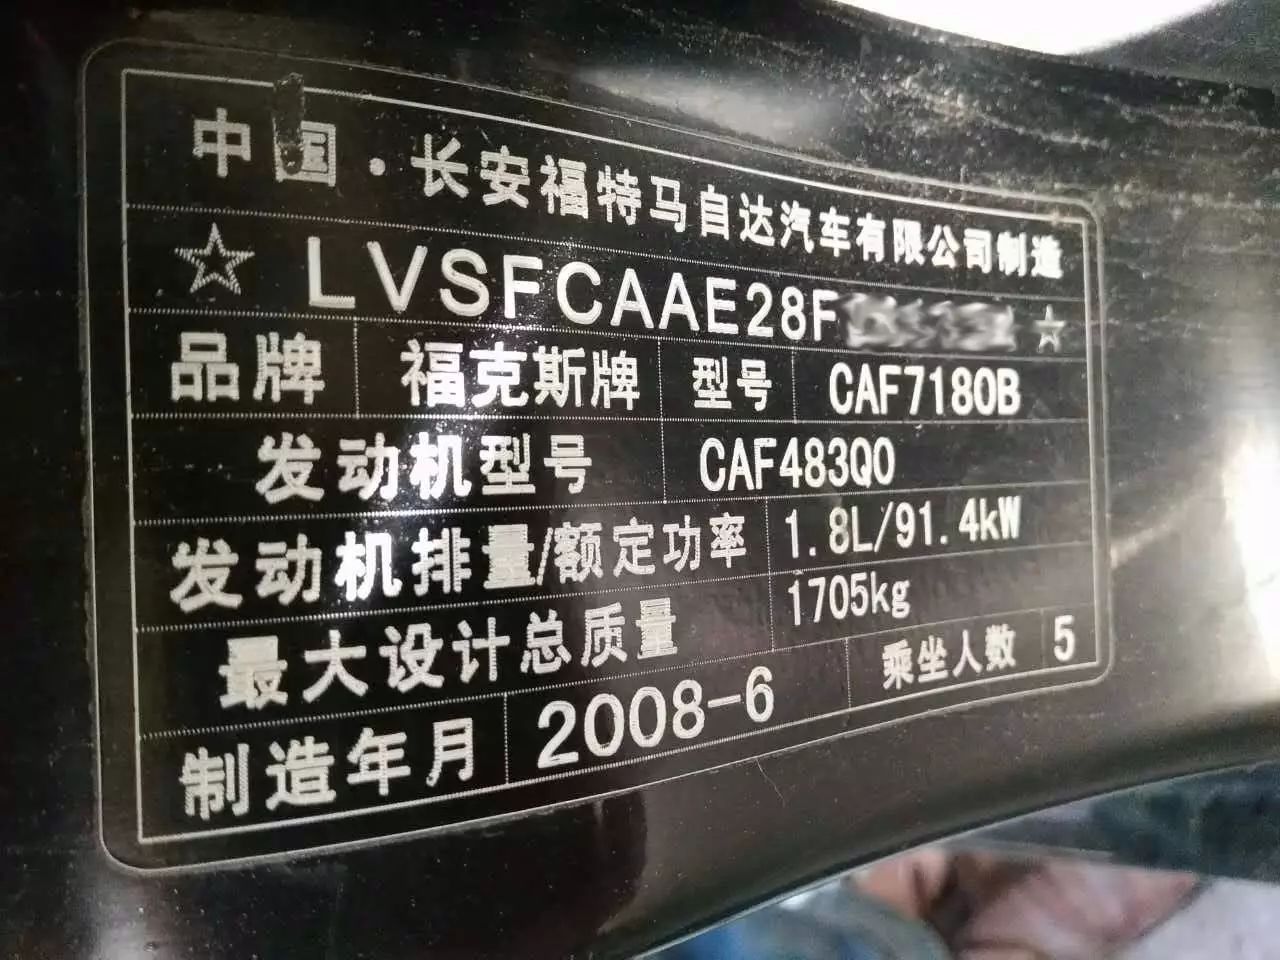 中国·长安福特马自达汽车有限公司制造
☆ LVSFCAAE28F ☆
品牌 福克斯牌 型号 CAF7180B
发动机型号 CAF483Q0
发动机排量/额定功率 1.8L/91.4kW
最大设计总质量 1705kg
制造年月 2008-6 乘坐人数 5